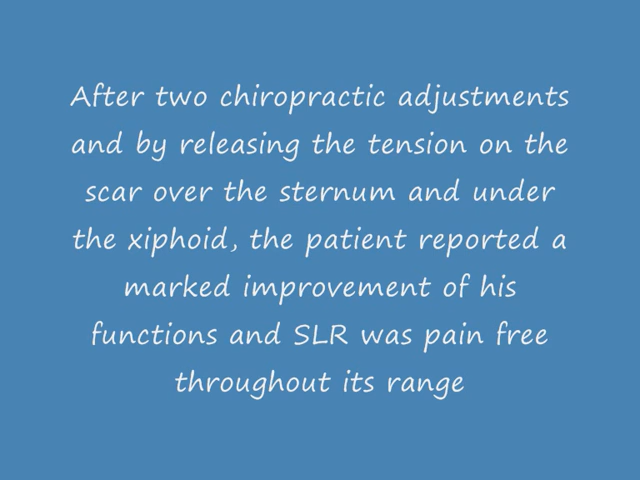 After two chiropractic adjustments
and by releasing the tension on the
scar over the sternum and under
the xiphoid, the patient reported a
marked improvement of his
functions and SLR was pain free
throughout its range